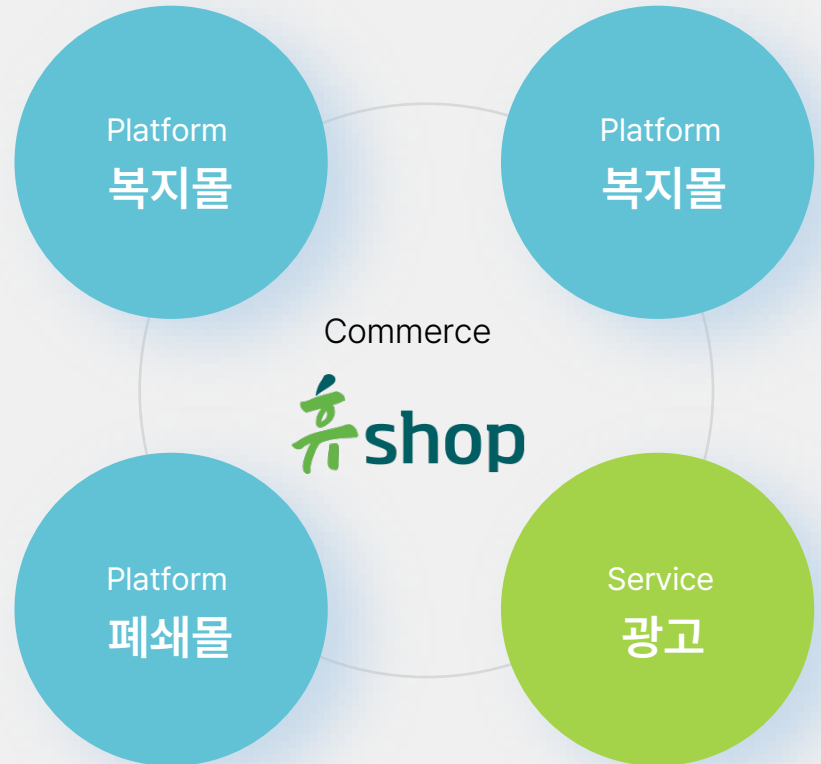 Platform
복지몰
Platform
복지몰
Commerce
휴shop
Platform
폐쇄몰
Service
광고